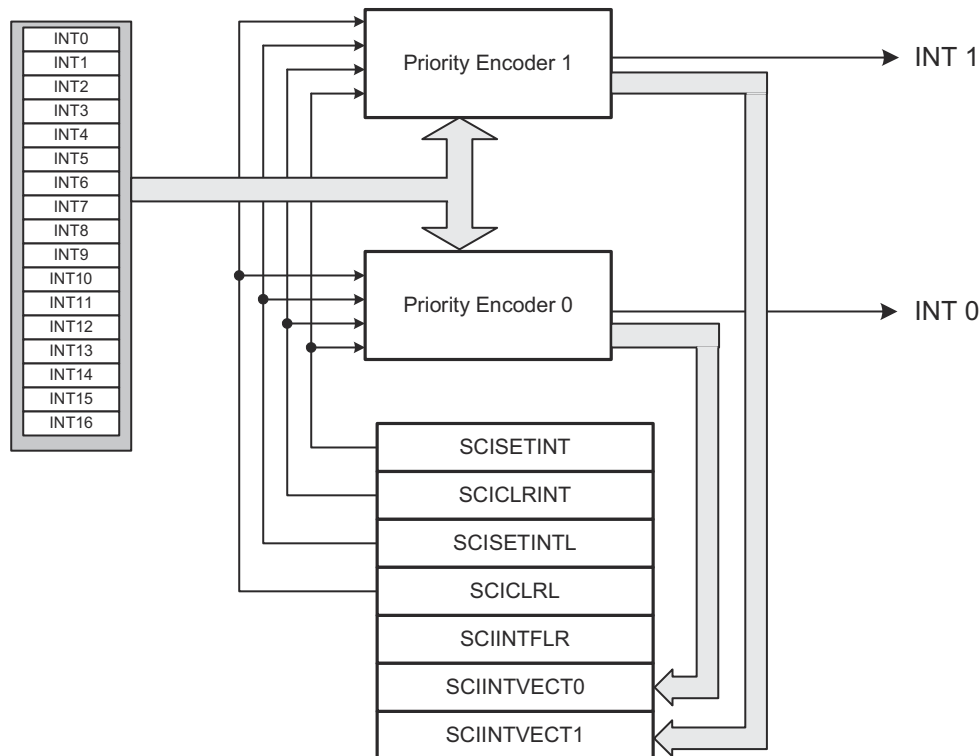 INT0
INT1
INT2
INT3
INT4
INT5
INT6
INT7
INT8
INT9
INT10
INT11
INT12
INT13
INT14
INT15
INT16
Priority Encoder 1
INT 1
Priority Encoder 0
INT 0
SCISETINT
SCICLRINT
SCISETINTL
SCICLRL
SCIINTFLR
SCIINTVECT0
SCIINTVECT1